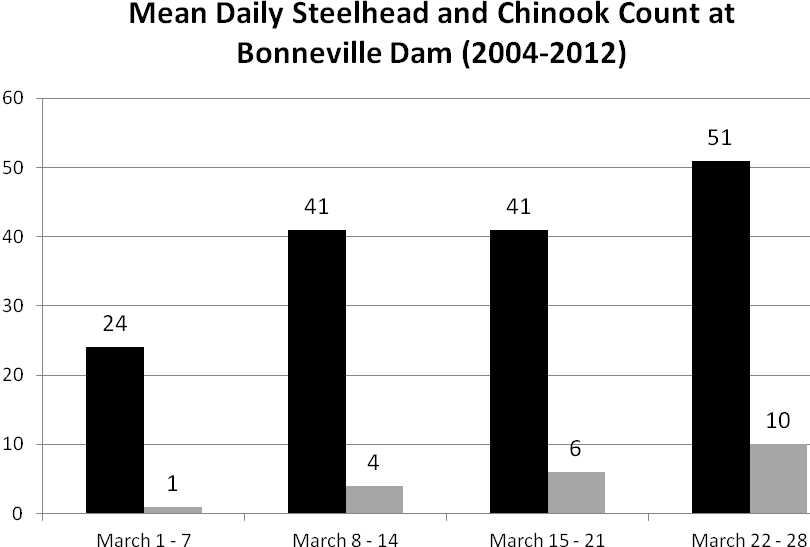 Mean Daily Steelhead and Chinook Count at
Bonneville Dam (2004-2012)
60
50
40
30
20
10
0
24
1
41
4
41
6
51
10
March 1 - 7
March 8 - 14
March 15 - 21
March 22 - 28